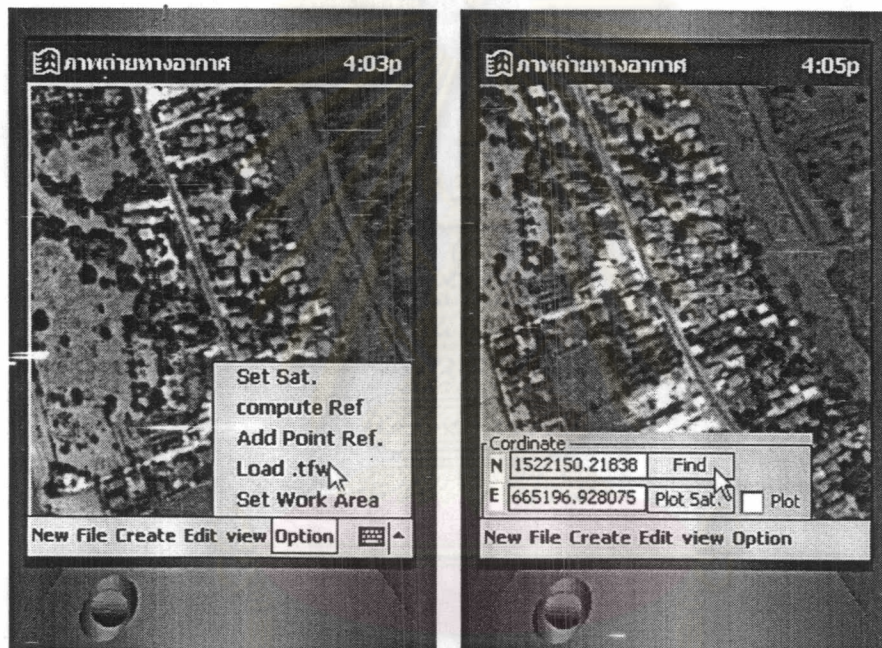 ภาพถ่ายทางอากาศ 4:03p
Set Sat.
compute Ref
Add Point Ref.
Load .tfw
Set Work Area
New File Create Edit view Option
ภาพถ่ายทางอากาศ 4:05p
Cordinate
N 1522150.21838 Find
E 665196.928075 Plot Sat. Plot
New File Create Edit view Option